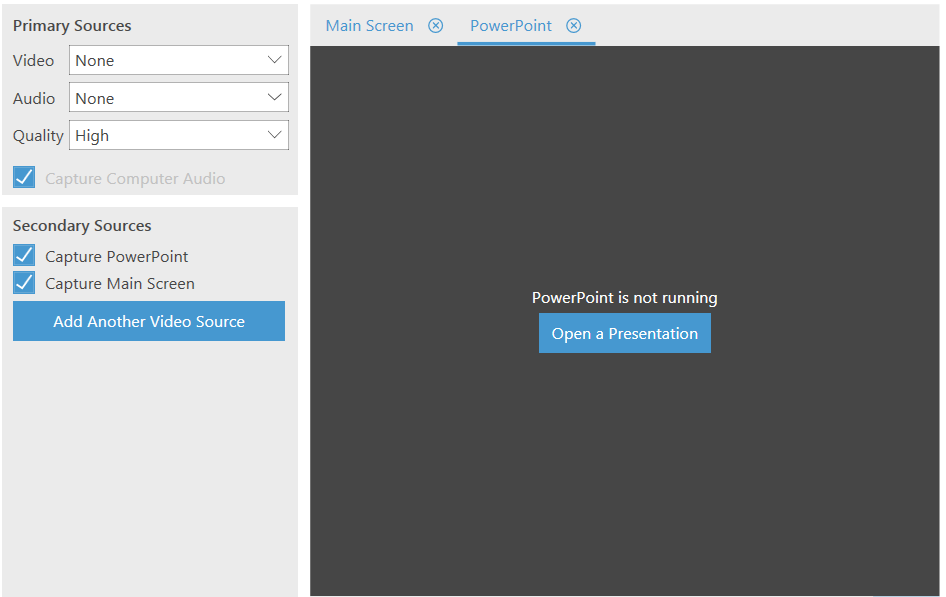 Primary Sources
Video None
Audio None
Quality High
Capture Computer Audio
Secondary Sources
Capture PowerPoint
Capture Main Screen
Add Another Video Source
Main Screen PowerPoint
PowerPoint is not running
Open a Presentation